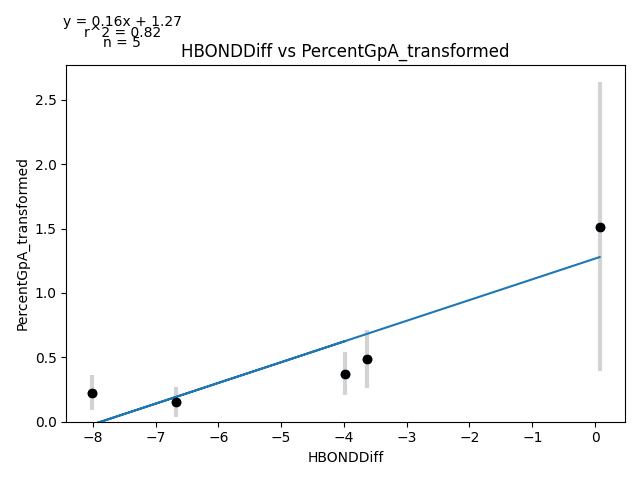 y = 0.16x + 1.27
r^2 = 0.82
n = 5
HBONDDiff vs PercentGpA_transformed
PercentGpA_transformed
2.5
2.0
1.5
1.0
0.5
0.0
−8
−7
−6
−5
−4
−3
−2
−1
0
HBONDDiff